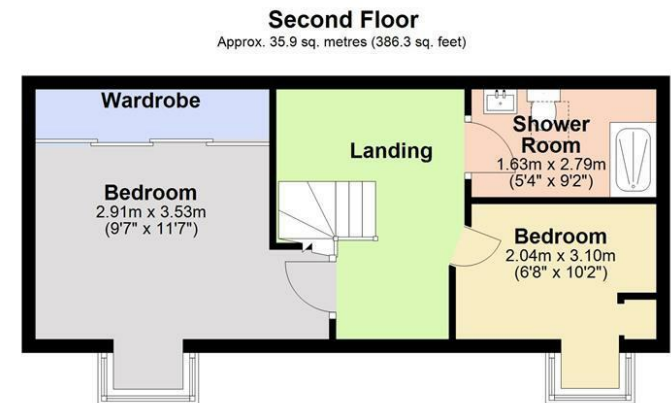 Second Floor
Approx. 35.9 sq. metres (386.3 sq. feet)
Wardrobe
Bedroom
2.91m x 3.53m
(9'7" x 11'7")
Landing
Shower
Room
1.63m x 2.79m
(5'4" x 9'2")
Bedroom
2.04m x 3.10m
(6'8" x 10'2")